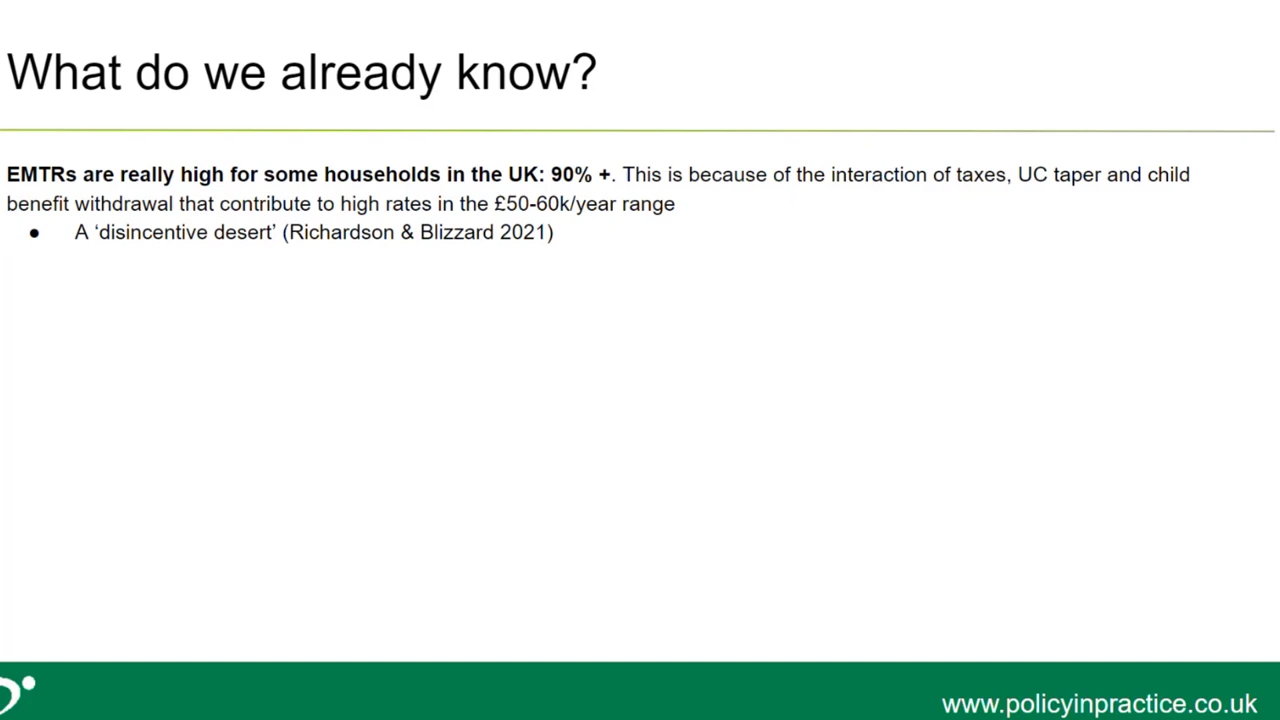 What do we already know?
EMTRs are really high for some households in the UK: 90% +. This is because of the interaction of taxes, UC taper and child
benefit withdrawal that contribute to high rates in the £50-60k/year range
● A ‘disincentive desert’ (Richardson & Blizzard 2021)
www.policyinpractice.co.uk